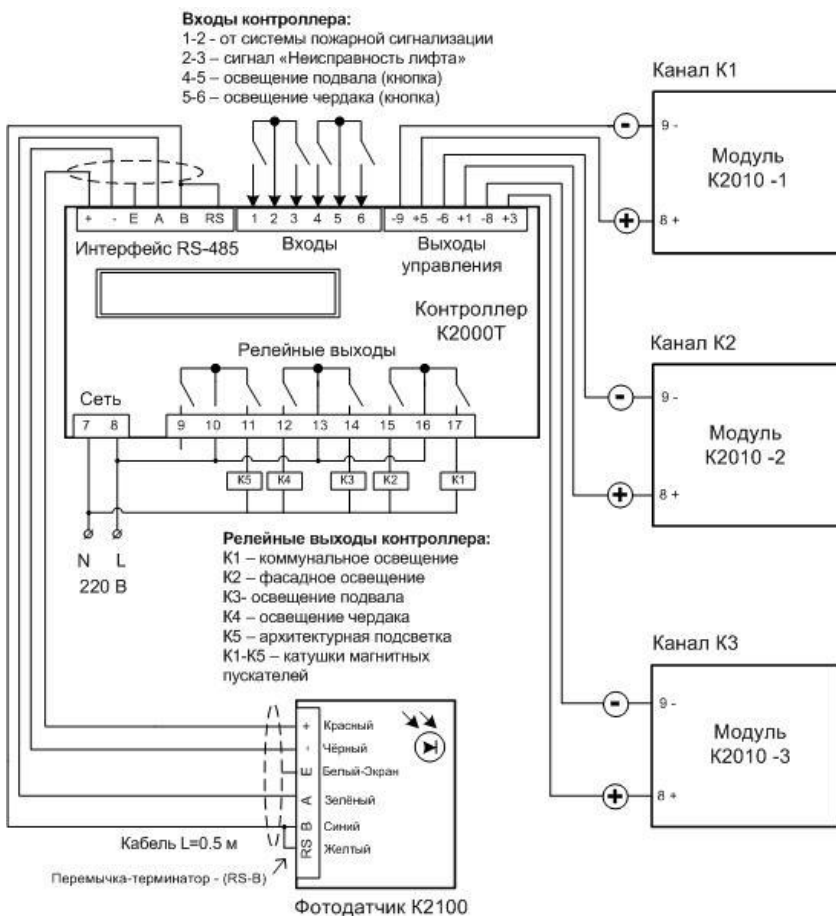 Входы контроллера:
1-2 - от системы пожарной сигнализации
2-3 – сигнал «Неисправность лифта»
4-5 – освещение подвала (кнопка)
5-6 – освещение чердака (кнопка)
Канал К1
9 -
Модуль
К2010 -1
8 +
+ - E A B RS
1 2 3 4 5 6
-9 +5 -6 +1 -8 +3
Интерфейс RS-485
Входы
Выходы
управления
Контроллер
К2000Т
Канал К2
9 -
Модуль
К2010 -2
8 +
Релейные выходы
Сеть
7 8
9 10 11 12 13 14 15 16 17
К5 К4 К3 К2 К1
N L
220 В
Релейные выходы контроллера:
К1 – коммунальное освещение
К2 – фасадное освещение
К3- освещение подвала
К4 – освещение чердака
К5 – архитектурная подсветка
К1-К5 – катушки магнитных
пускателей
Канал К3
9 -
Модуль
К2010 -3
8 +
+ Красный
- Чёрный
E Белый-Экран
A Зелёный
B Синий
RS Желтый
Кабель L=0.5 м
Перемычка-терминатор - (RS-B)
Фотодатчик К2100